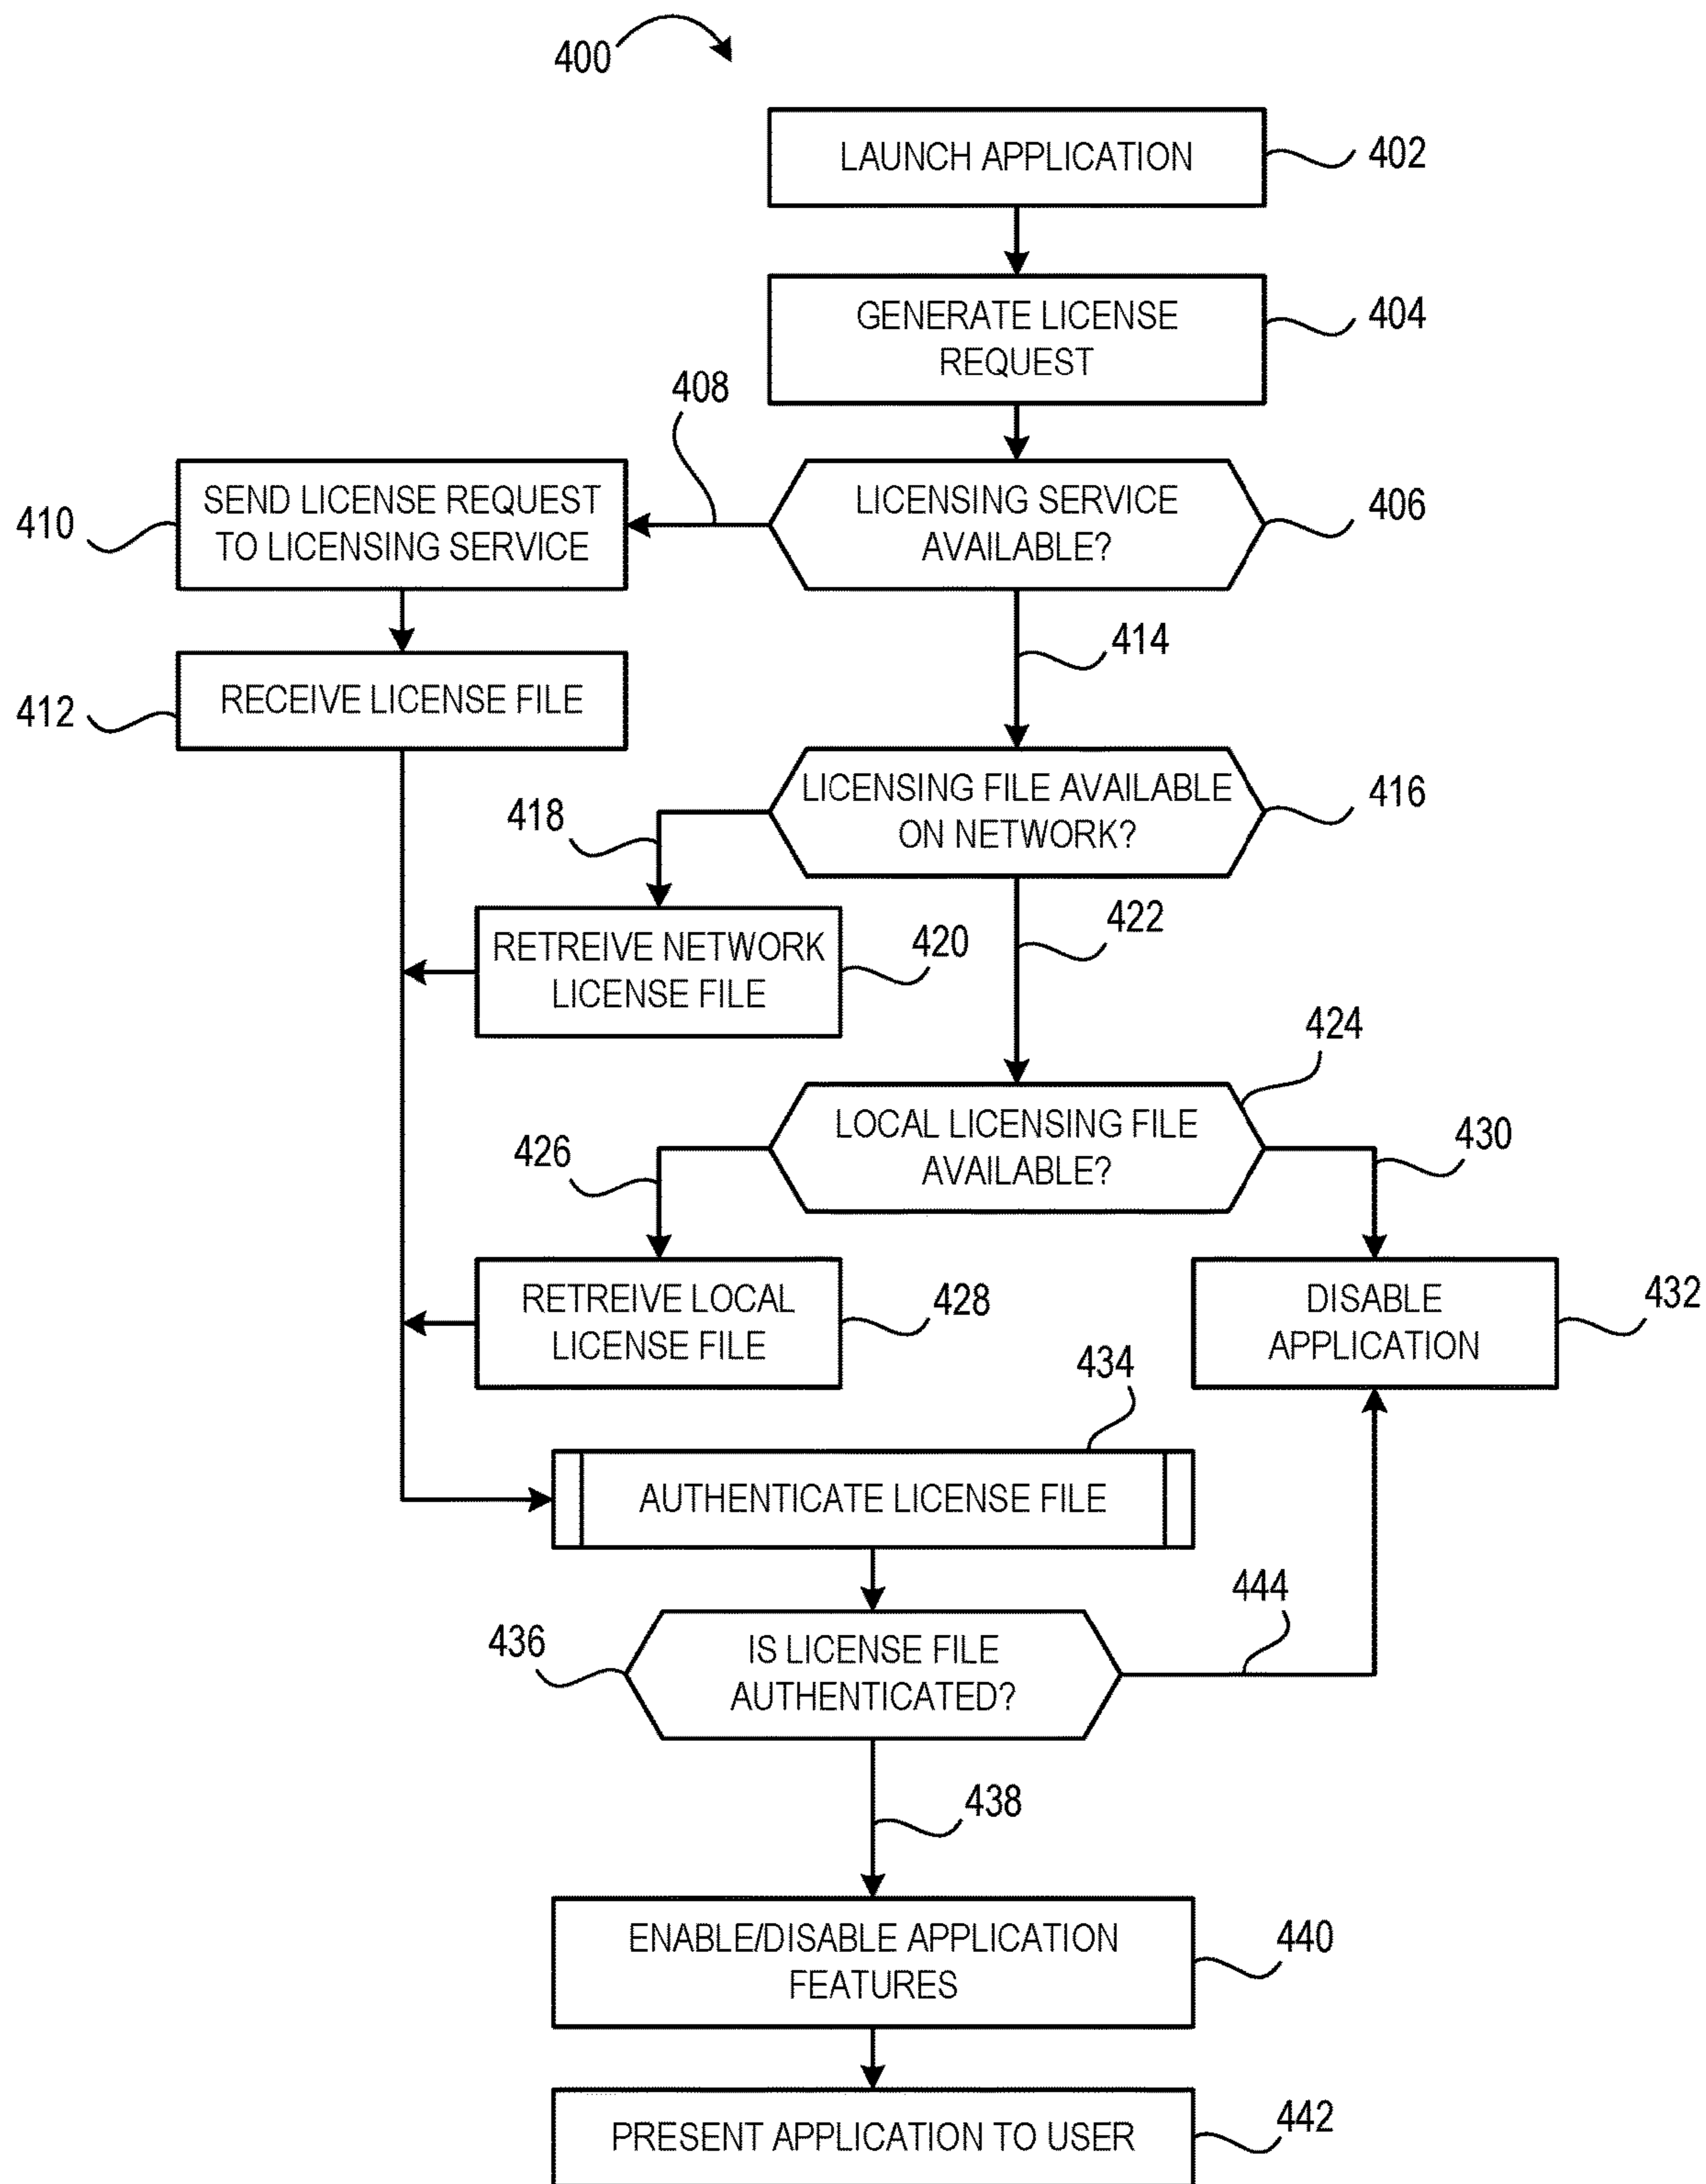 400
LAUNCH APPLICATION
402
GENERATE LICENSE
REQUEST
404
408
SEND LICENSE REQUEST
TO LICENSING SERVICE
410
LICENSING SERVICE
AVAILABLE?
406
414
RECEIVE LICENSE FILE
412
LICENSING FILE AVAILABLE
ON NETWORK?
416
418
422
RETREIVE NETWORK
LICENSE FILE
420
424
LOCAL LICENSING FILE
AVAILABLE?
426
430
RETREIVE LOCAL
LICENSE FILE
428
DISABLE
APPLICATION
432
434
AUTHENTICATE LICENSE FILE
444
436
IS LICENSE FILE
AUTHENTICATED?
438
ENABLE/DISABLE APPLICATION
FEATURES
440
PRESENT APPLICATION TO USER
442